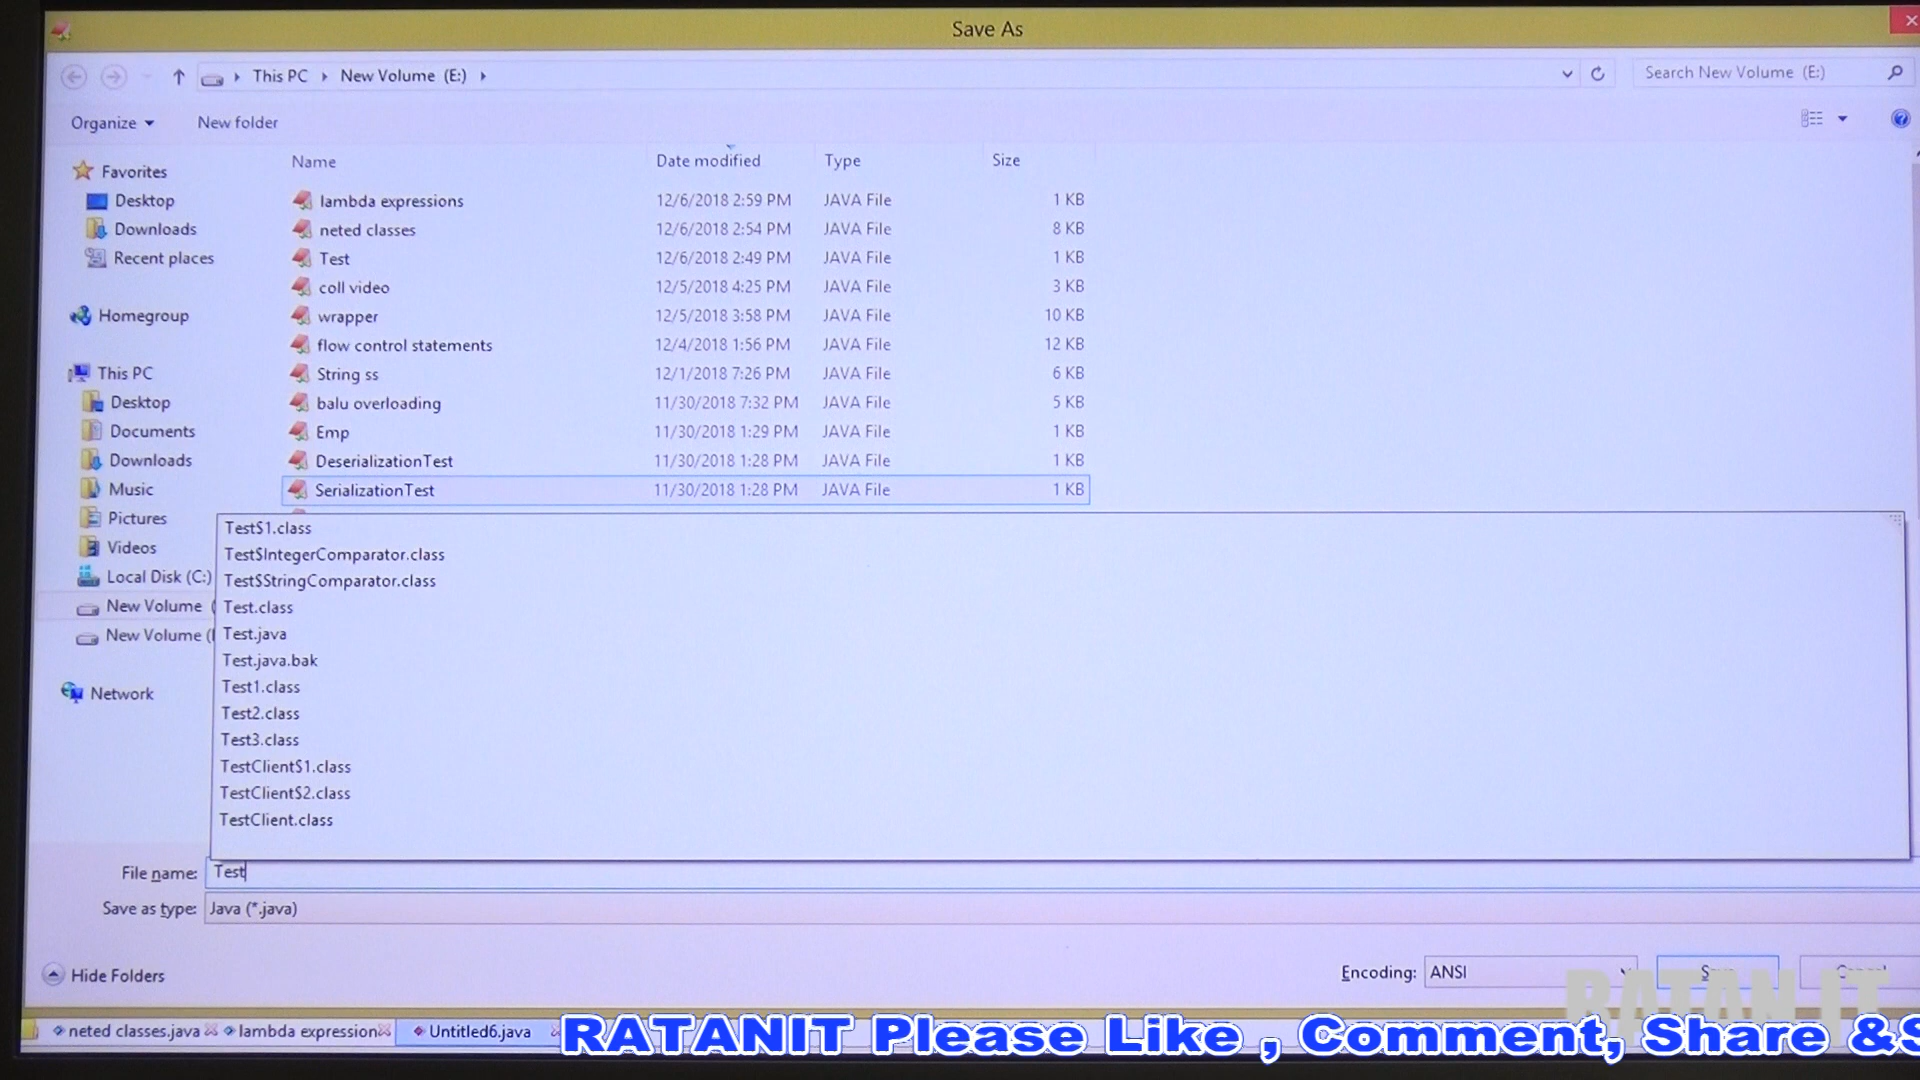 Save As
This PC
New Volume (E:)
Search New Volume (E:)
Organize
New folder
Name
Date modified
Type
Size
Favorites
Desktop
Downloads
Recent places
Homegroup
This PC
Desktop
Documents
Downloads
Music
Pictures
Videos
Local Disk (C:)
New Volume (
New Volume (
Network
lambda expressions 12/6/2018 2:59 PM JAVA File 1 KB
neted classes 12/6/2018 2:54 PM JAVA File 8 KB
Test 12/6/2018 2:49 PM JAVA File 1 KB
coll video 12/5/2018 4:25 PM JAVA File 3 KB
wrapper 12/5/2018 3:58 PM JAVA File 10 KB
flow control statements 12/4/2018 1:56 PM JAVA File 12 KB
String ss 12/1/2018 7:26 PM JAVA File 6 KB
balu overloading 11/30/2018 7:32 PM JAVA File 5 KB
Emp 11/30/2018 1:29 PM JAVA File 1 KB
DeserializationTest 11/30/2018 1:28 PM JAVA File 1 KB
SerializationTest 11/30/2018 1:28 PM JAVA File 1 KB
Test$1.class
Test$IntegerComparator.class
Test$StringComparator.class
Test.class
Test.java
Test.java.bak
Test1.class
Test2.class
Test3.class
TestClient$1.class
TestClient$2.class
TestClient.class
File name: Test
Save as type: Java (*.java)
Hide Folders
Encoding: ANSI
Save
Cancel
RATAN IT
neted classes.java
lambda expression
Untitled6.java
RATANIT Please Like , Comment, Share &S